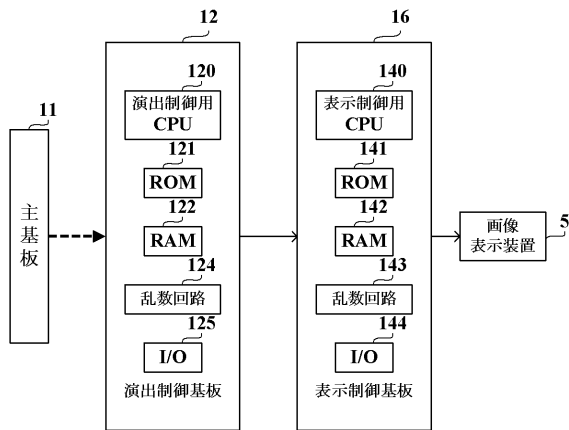 11
主基板
12
120
演出制御用
CPU
121
ROM
122
RAM
124
乱数回路
125
I/O
演出制御基板
16
140
表示制御用
CPU
141
ROM
142
RAM
143
乱数回路
144
I/O
表示制御基板
5
画像
表示装置